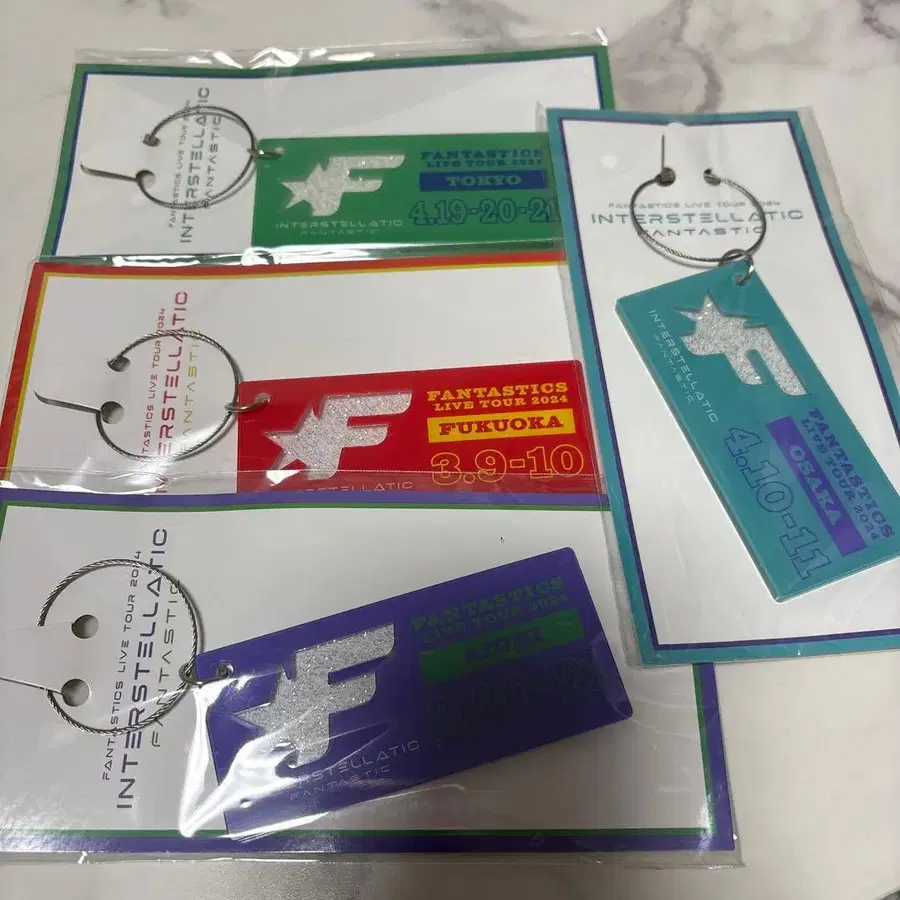 FANTASTICS LIVE TOUR
INTERSTELLATIC
FANTASTIC
INTERSTELLATIC
FANTASTIC
FANTASTICS
LIVE TOUR 2024
TOKYO
4.19-20-21
FANTASTICS LIVE TOUR 2024
INTERSTELLATIC
FANTASTIC
INTERSTELLATIC
FANTASTICS
LIVE TOUR 2024
FUKUOKA
3.9-10
FANTASTICS LIVE TOUR 2024
INTERSTELLATIC
FANTASTIC
INTERSTELLATIC
FANTASTIC
FANTASTICS
LIVE TOUR 2024
AICHI
FANTASTICS LIVE TOUR 2024
INTERSTELLATIC
FANTASTIC
INTERSTELLATIC
FANTASTIC
FANTASTICS
LIVE TOUR 2024
OSAKA
4.10-11